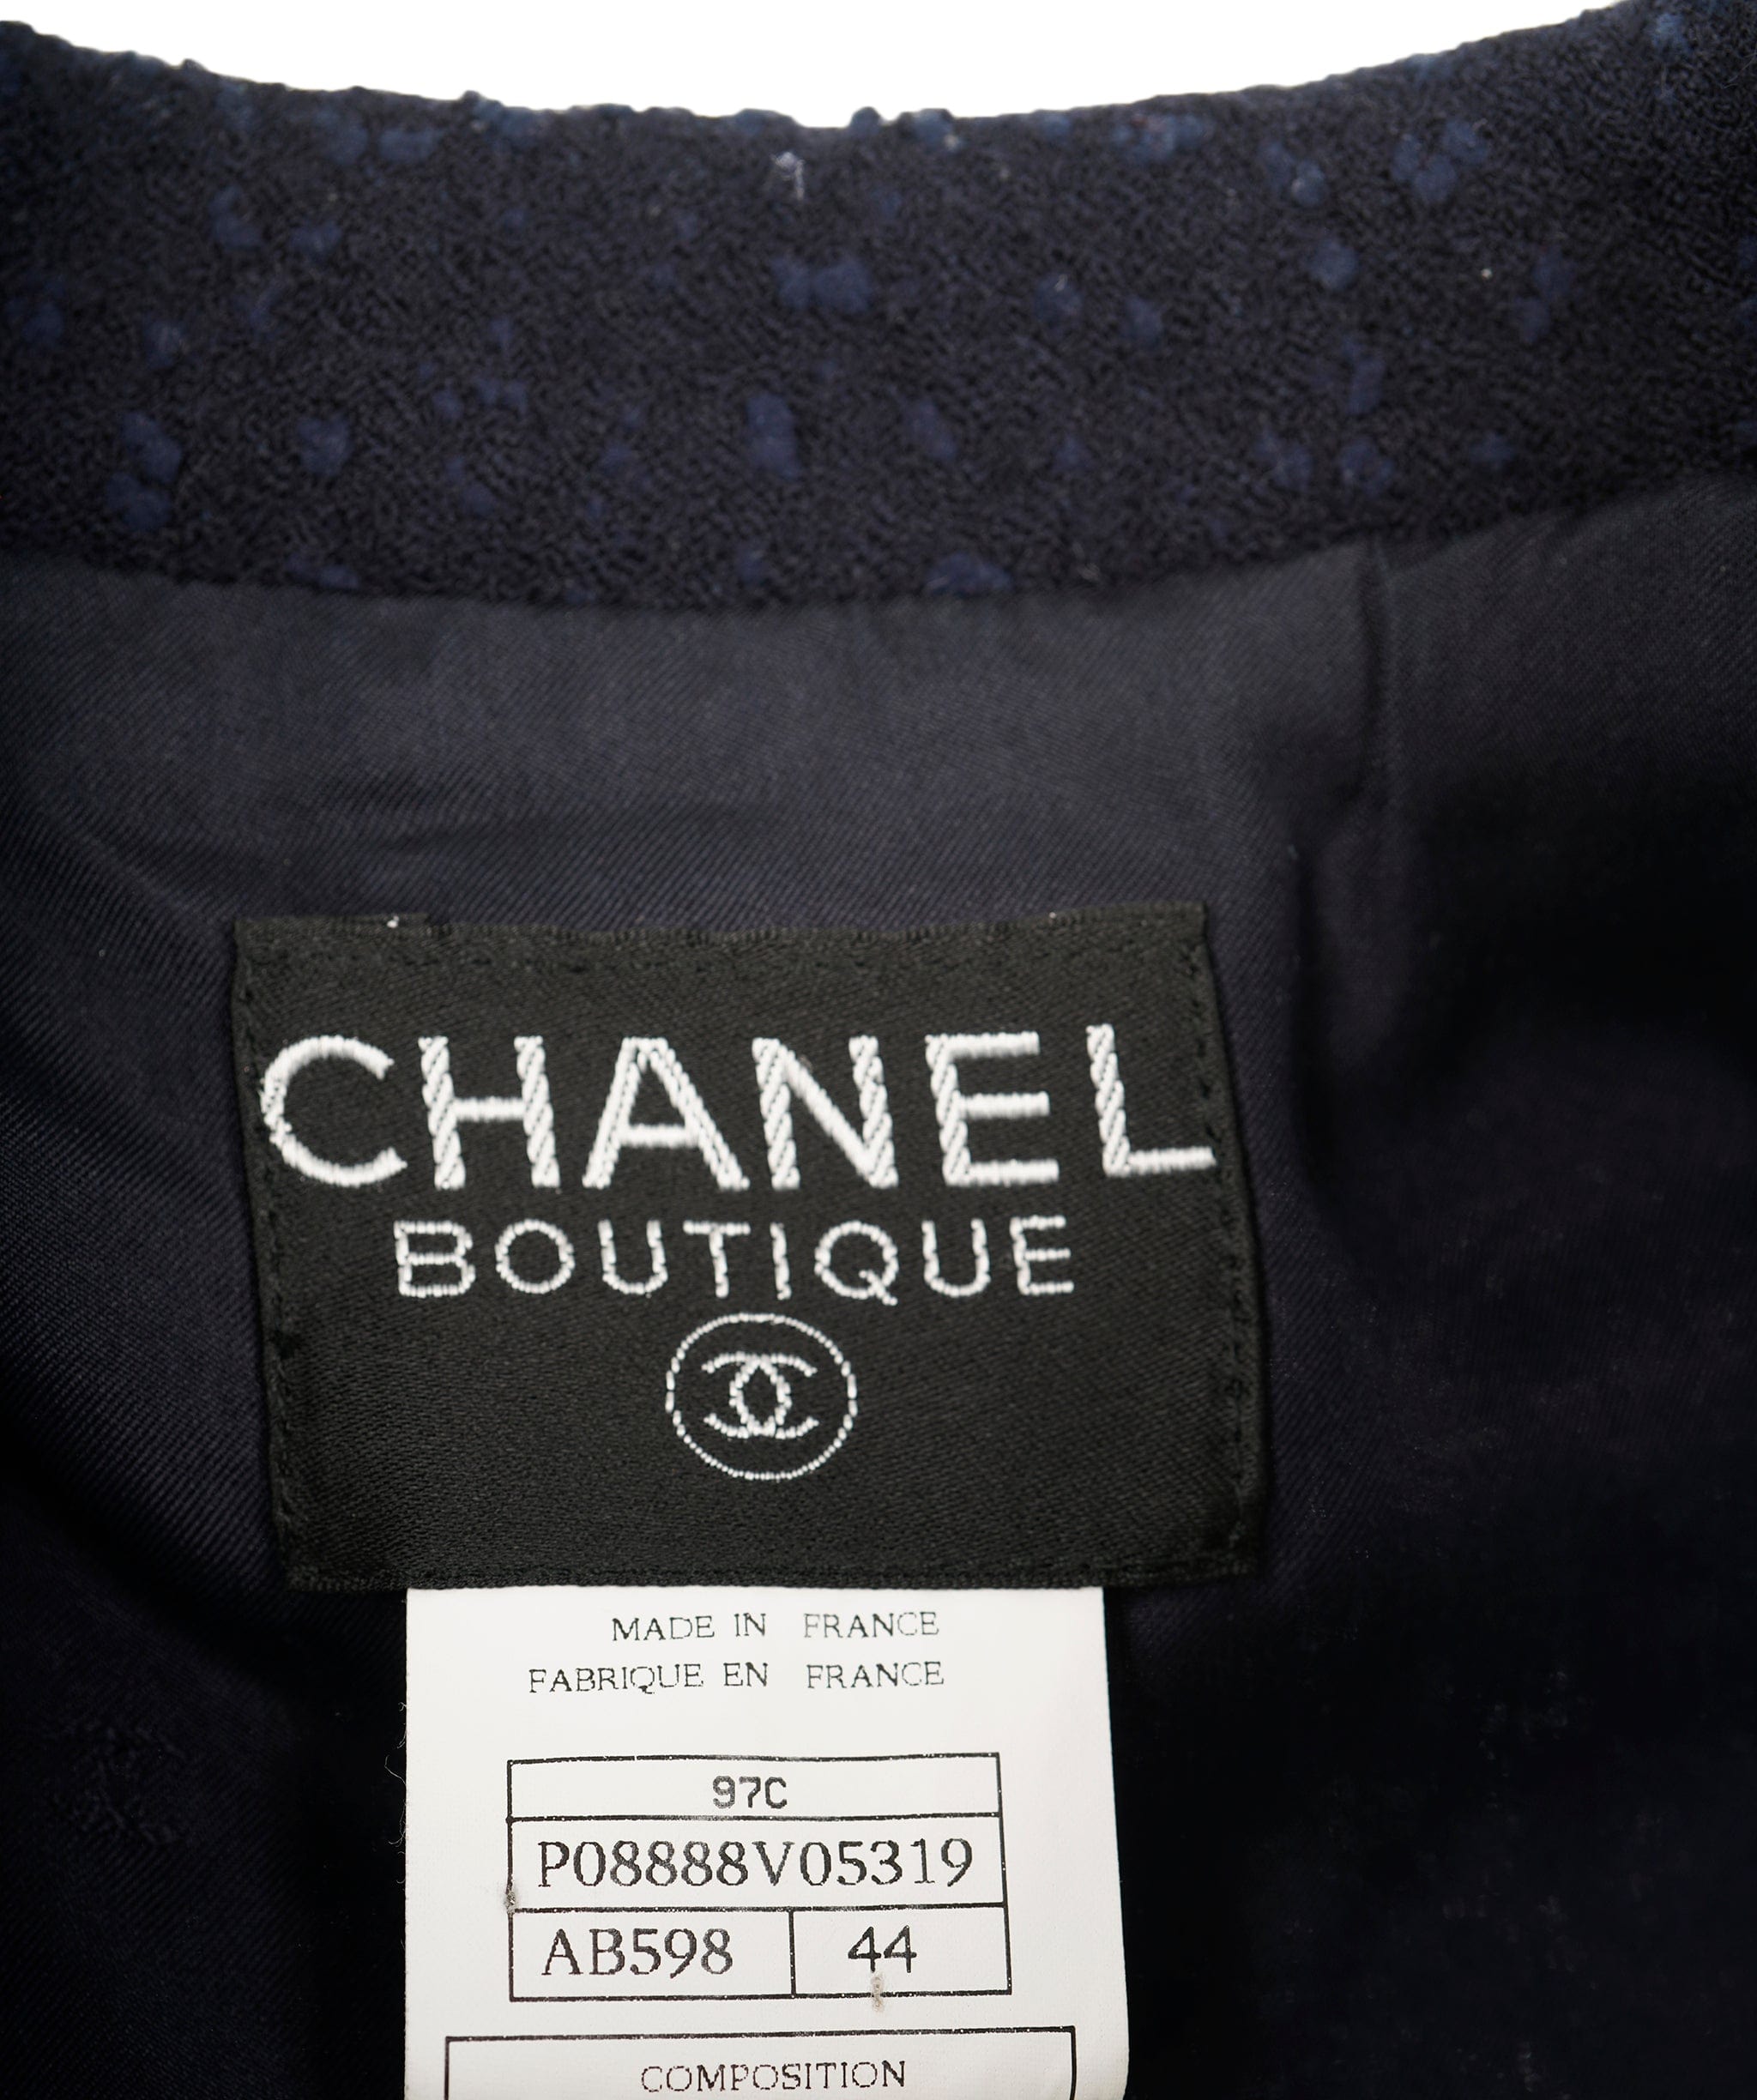 CHANEL
BOUTIQUE
MADE IN FRANCE
FABRIQUE EN FRANCE
97C
P08888V05319
AB598 44
COMPOSITION